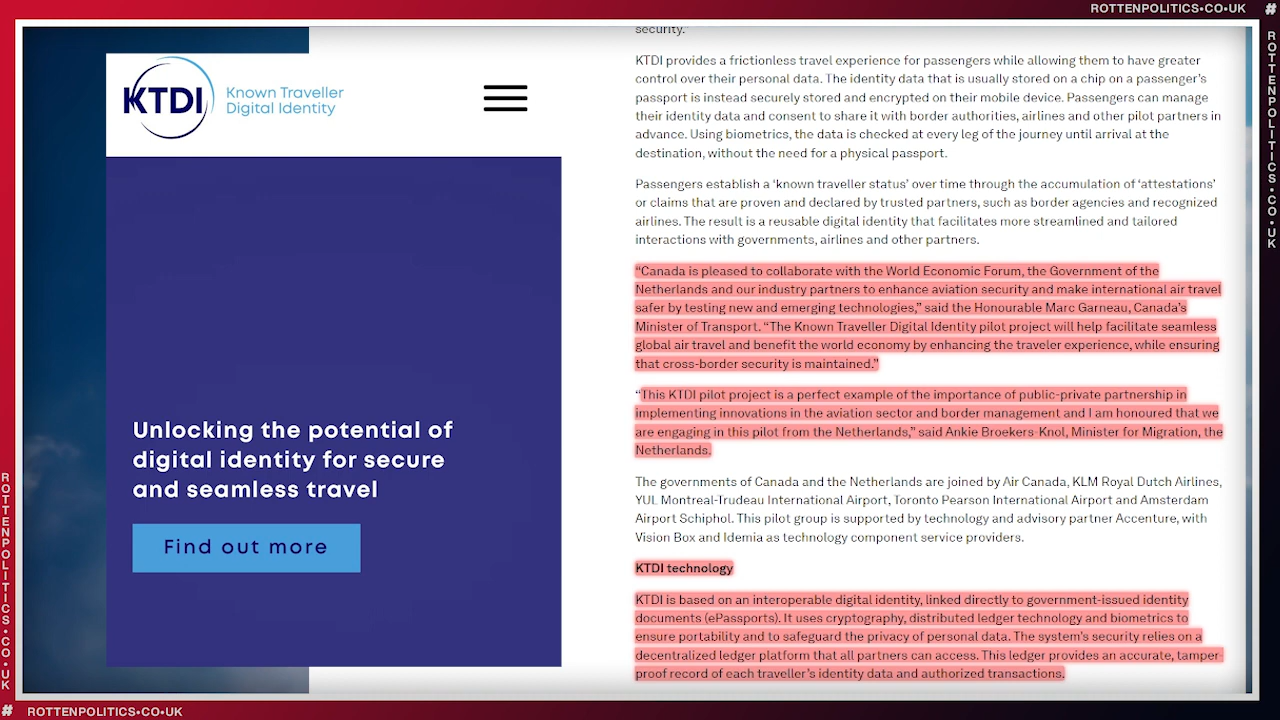 ROTTENPOLITICS•CO•UK #
ROTTENPOLITICS•CO•UK
KTDI
Known Traveller
Digital Identity
Unlocking the potential of
digital identity for secure
and seamless travel
Find out more
security.”
KTDI provides a frictionless travel experience for passengers while allowing them to have greater
control over their personal data. The identity data that is usually stored on a chip on a passenger’s
passport is instead securely stored and encrypted on their mobile device. Passengers can manage
their identity data and consent to share it with border authorities, airlines and other pilot partners in
advance. Using biometrics, the data is checked at every leg of the journey until arrival at the
destination, without the need for a physical passport.
Passengers establish a ‘known traveller status’ over time through the accumulation of ‘attestations’
or claims that are proven and declared by trusted partners, such as border agencies and recognized
airlines. The result is a reusable digital identity that facilitates more streamlined and tailored
interactions with governments, airlines and other partners.
“Canada is pleased to collaborate with the World Economic Forum, the Government of the
Netherlands and our industry partners to enhance aviation security and make international air travel
safer by testing new and emerging technologies,” said the Honourable Marc Garneau, Canada’s
Minister of Transport. “The Known Traveller Digital Identity pilot project will help facilitate seamless
global air travel and benefit the world economy by enhancing the traveler experience, while ensuring
that cross-border security is maintained.”
“This KTDI pilot project is a perfect example of the importance of public-private partnership in
implementing innovations in the aviation sector and border management and I am honoured that we
are engaging in this pilot from the Netherlands,” said Ankie Broekers-Knol, Minister for Migration, the
Netherlands.
The governments of Canada and the Netherlands are joined by Air Canada, KLM Royal Dutch Airlines,
YUL Montreal-Trudeau International Airport, Toronto Pearson International Airport and Amsterdam
Airport Schiphol. This pilot group is supported by technology and advisory partner Accenture, with
Vision Box and Idemia as technology component service providers.
KTDI technology
KTDI is based on an interoperable digital identity, linked directly to government-issued identity
documents (ePassports). It uses cryptography, distributed ledger technology and biometrics to
ensure portability and to safeguard the privacy of personal data. The system’s security relies on a
decentralized ledger platform that all partners can access. This ledger provides an accurate, tamper-
proof record of each traveller’s identity data and authorized transactions.
ROTTENPOLITICS•CO•UK
# ROTTENPOLITICS•CO•UK